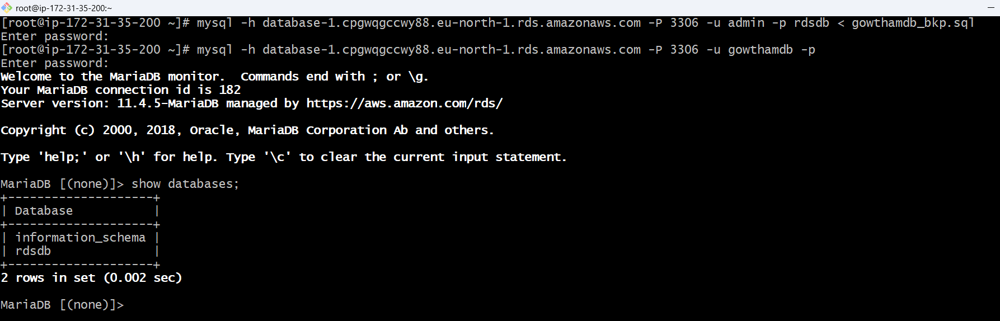 root@ip-172-31-35-200:~
[root@ip-172-31-35-200 ~]# mysql -h database-1.cpgwqgccwy88.eu-north-1.rds.amazonaws.com -P 3306 -u admin -p rdsdb < gowthamdb_bkp.sql
Enter password:
[root@ip-172-31-35-200 ~]# mysql -h database-1.cpgwqgccwy88.eu-north-1.rds.amazonaws.com -P 3306 -u gowthamdb -p
Enter password:
Welcome to the MariaDB monitor.  Commands end with ; or \g.
Your MariaDB connection id is 182
Server version: 11.4.5-MariaDB managed by https://aws.amazon.com/rds/

Copyright (c) 2000, 2018, Oracle, MariaDB Corporation Ab and others.

Type 'help;' or '\h' for help. Type '\c' to clear the current input statement.

MariaDB [(none)]> show databases;
+--------------------+
| Database           |
+--------------------+
| information_schema |
| rdsdb              |
+--------------------+
2 rows in set (0.002 sec)

MariaDB [(none)]>